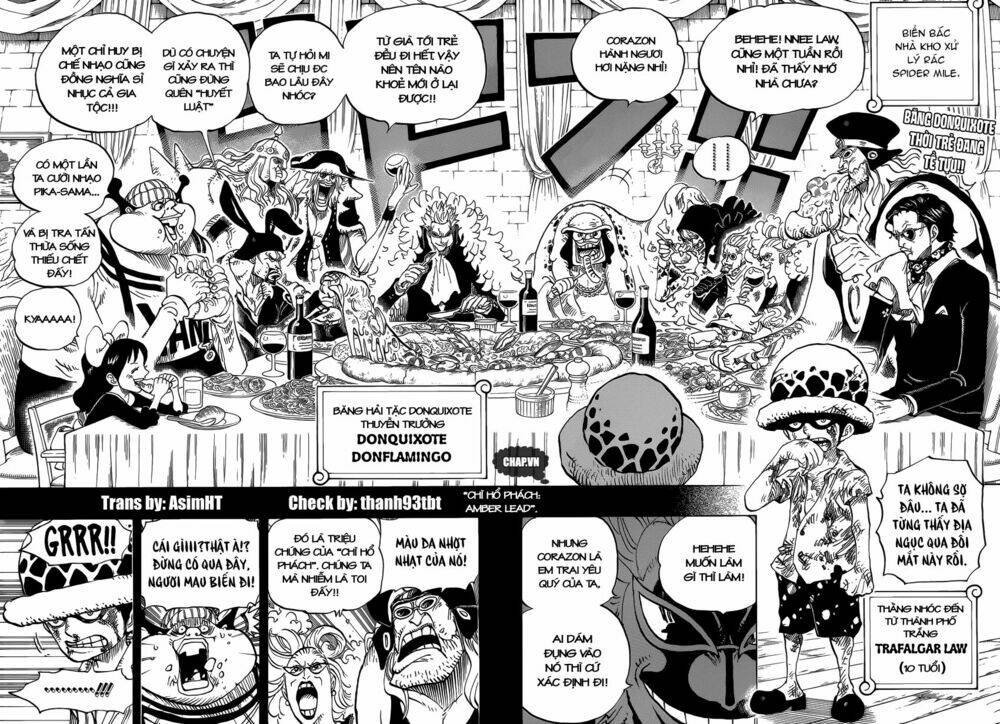 BIỂN BẮC
NHÀ KHO XỬ
LÝ RÁC
SPIDER MILE.
BĂNG DONQUIXOTE
THỜI TRẺ ĐANG
TỀ TỰU!!
BEHEHE! NNEE LAW,
CŨNG MỘT TUẦN RỒI
NHỈ! ĐÃ THẤY NHỚ
NHÀ CHƯA?
CORAZON
HÀNH NGƯỜI
HƠI NẶNG NHỈ!
TỪ GIÀ TỚI TRẺ
ĐỀU ĐI HẾT, VẬY
NÊN TÊN NÀO
KHOẺ MỚI Ở LẠI
ĐƯỢC!!
TA TỰ HỎI MI
SẼ CHỊU ĐC
BAO LÂU ĐÂY
NHÓC?
DÙ CÓ CHUYỆN
GÌ XẢY RA THÌ
CŨNG ĐỪNG
QUÊN "HUYẾT
LUẬT"
MỘT CHỈ HUY BỊ
CHẾ NHẠO CŨNG
ĐỒNG NGHĨA SỈ
NHỤC CẢ GIA
TỘC!!!
CÓ MỘT LẦN
TA CƯỜI NHẠO
PIKA-SAMA...
VÀ BỊ TRA TẤN
THỪA SỐNG
THIẾU CHẾT
ĐẤY!
KYAAAAA!
BĂNG HẢI TẶC DONQUIXOTE
THUYỀN TRƯỞNG
DONQUIXOTE
DONFLAMINGO
CHAP.VN
TA KHÔNG SỢ
ĐÂU... TA ĐÃ
TỪNG THẤY ĐỊA
NGỤC QUA ĐÔI
MẮT NÀY RỒI.
THẰNG NHÓC ĐẾN
TỪ THÀNH PHỐ
TRẮNG
TRAFALGAR LAW
(10 TUỔI)
Trans by: AsimHT
Check by: thanh93tbt
"CHÌ HỔ PHÁCH:
AMBER LEAD".
HEHEHE
MUỐN LÀM
GÌ THÌ LÀM!
NHƯNG
CORAZON LÀ
EM TRAI YÊU
QUÝ CỦA TA,
AI DÁM
ĐỤNG VÀO
NÓ THÌ CỨ
XÁC ĐỊNH ĐI!
MÀU DA NHỢT
NHẠT CỦA NÓ!
ĐÓ LÀ TRIỆU
CHỨNG CỦA "CHÌ HỔ
PHÁCH". CHÚNG TA
MÀ NHIỄM LÀ TOI
ĐẤY!!
CÁI GÌIII?THẬT À!?
ĐỪNG CÓ QUA ĐÂY,
NGƯỜI MAU BIẾN ĐI!
GRRR!!
.........!!!